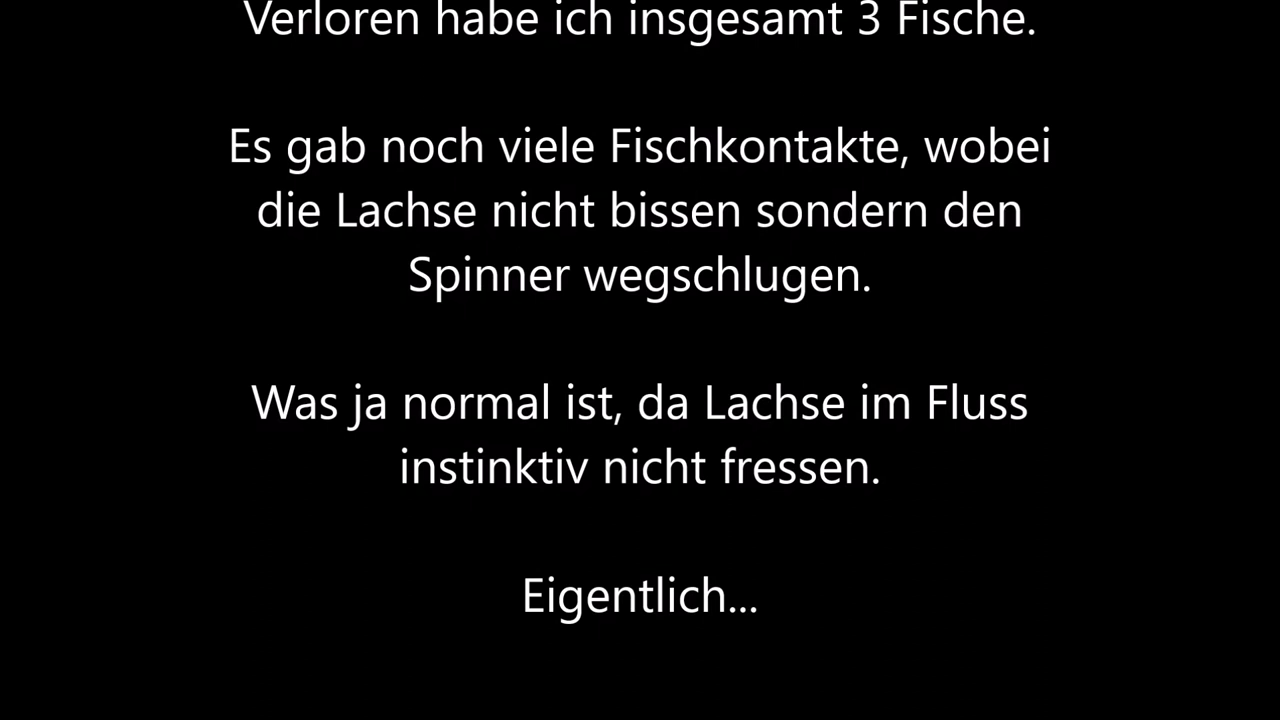 Verloren habe ich insgesamt 3 Fische.
Es gab noch viele Fischkontakte, wobei
die Lachse nicht bissen sondern den
Spinner wegschlugen.
Was ja normal ist, da Lachse im Fluss
instinktiv nicht fressen.
Eigentlich...